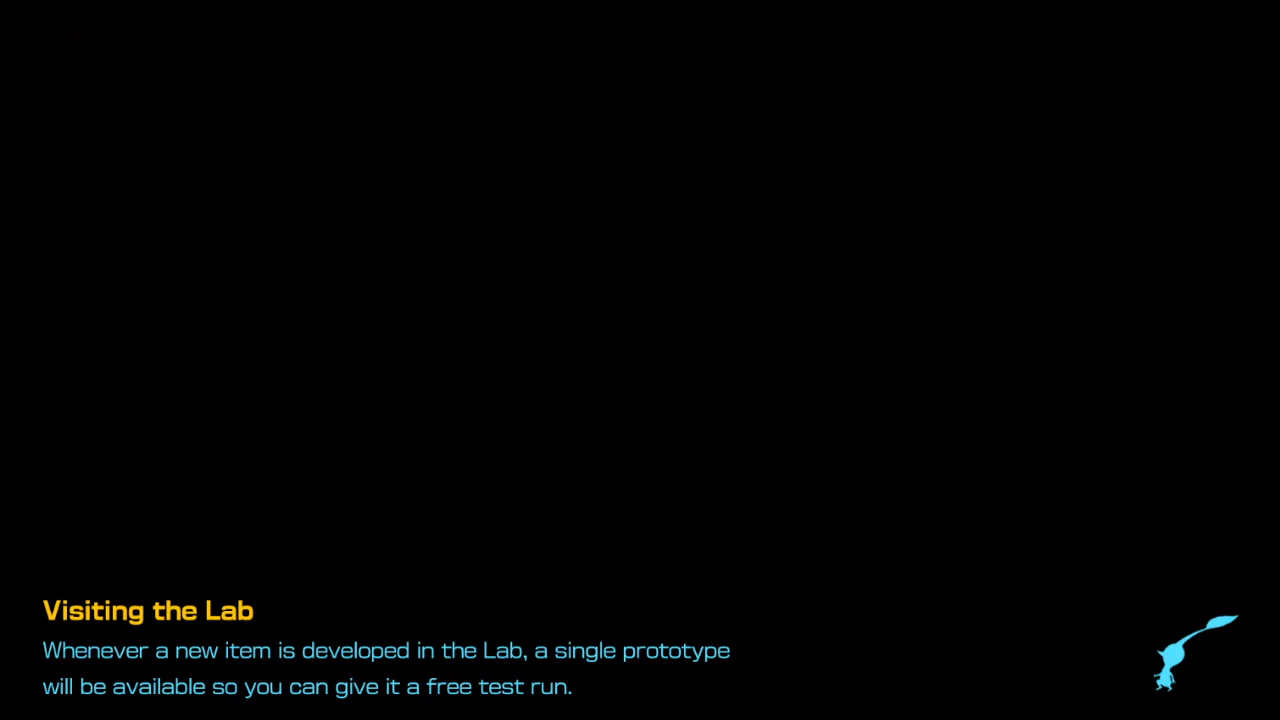 Visiting the Lab
Whenever a new item is developed in the Lab, a single prototype
will be available so you can give it a free test run.